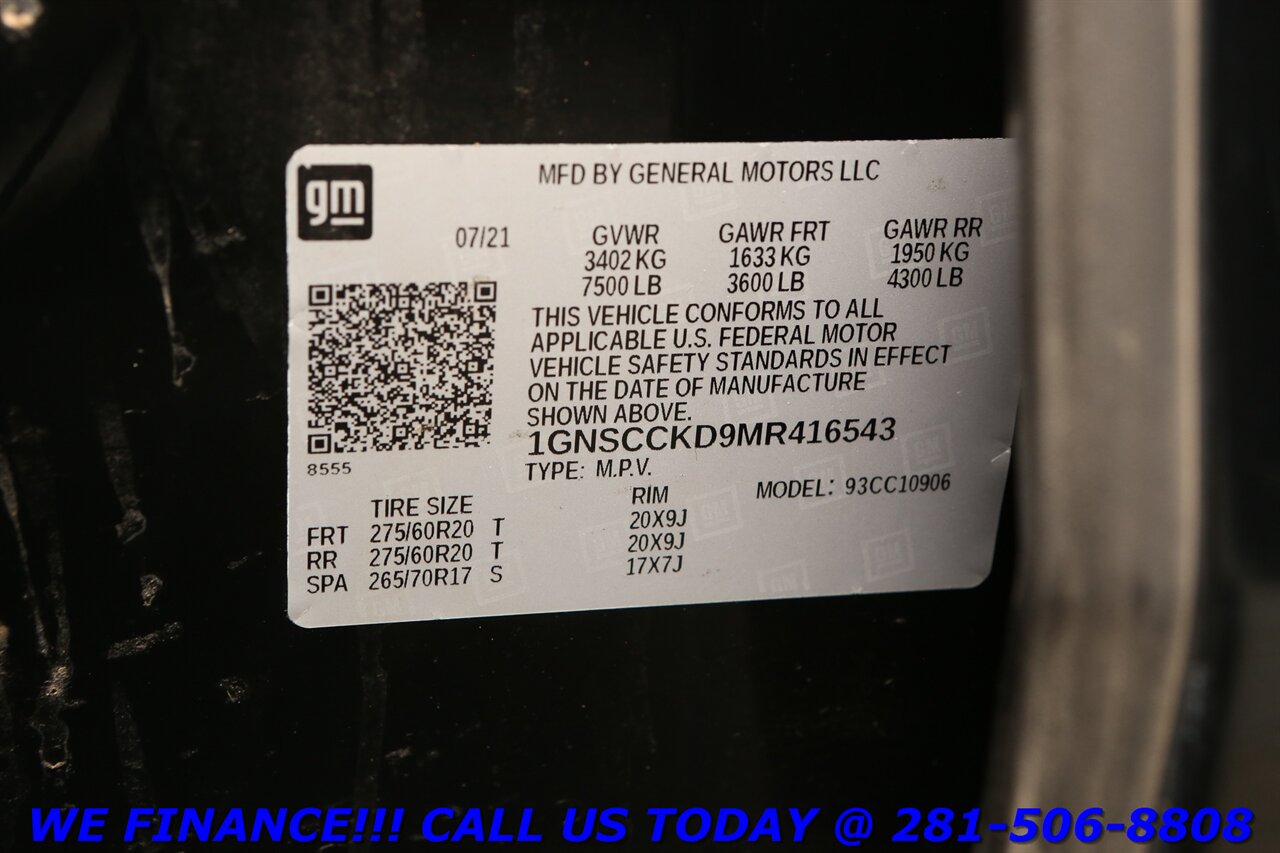 gm
MFD BY GENERAL MOTORS LLC
07/21 GVWR GAWR FRT GAWR RR
3402 KG 1633 KG 1950 KG
7500 LB 3600 LB 4300 LB
THIS VEHICLE CONFORMS TO ALL
APPLICABLE U.S. FEDERAL MOTOR
VEHICLE SAFETY STANDARDS IN EFFECT
ON THE DATE OF MANUFACTURE
SHOWN ABOVE.
1GNSCCKD9MR416543
8555
TYPE: M.P.V.
MODEL: 93CC10906
TIRE SIZE RIM
FRT 275/60R20 T 20X9J
RR 275/60R20 T 20X9J
SPA 265/70R17 S 17X7J
WE FINANCE!!! CALL US TODAY @ 281-506-8808